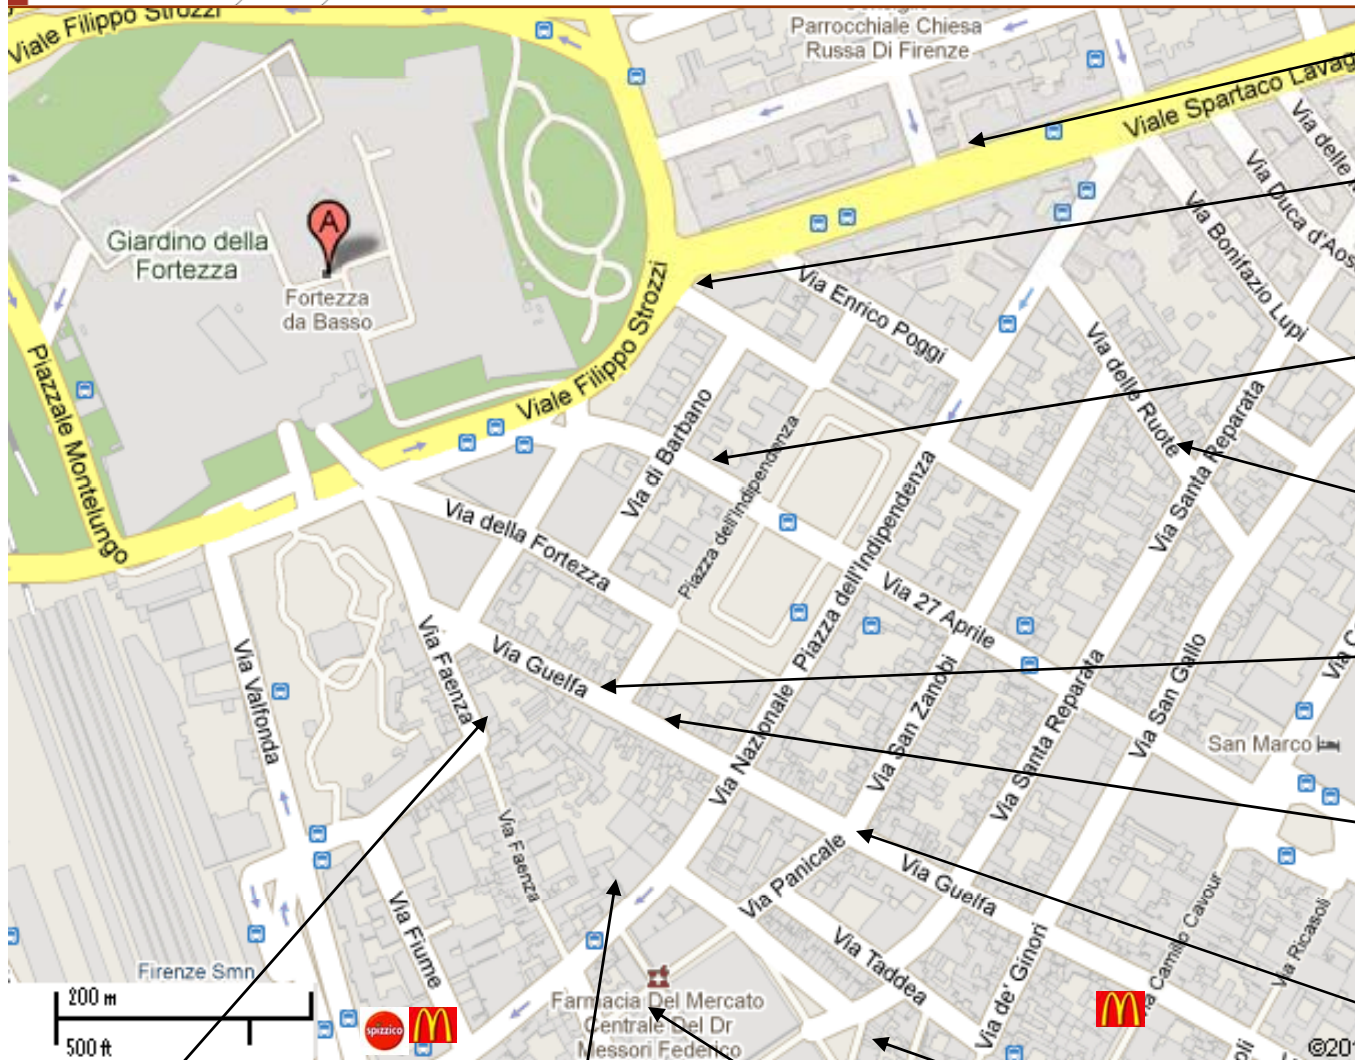 Viale Filippo Strozzi
Parrocchiale Chiesa
Russa Di Firenze
Viale Spartaco Lavag
Via delle
Via Duca d'Aos
Via Bonifazio Lupi
A
Giardino della
Fortezza
Fortezza
da Basso
Via Enrico Poggi
Viale Filippo Strozzi
Piazzale Montelungo
Via delle Ruote
Via Santa Reparata
Via di Barbano
Piazza dell'Indipendenza
Piazza dell'Indipendenza
Via della Fortezza
Via 27 Aprile
Via Faenza
Via Guelfa
Via Valfonda
Via San Zanobi
Via Santa Reparata
Via San Gallo
Via C
San Marco
Via Nazionale
Via Faenza
Via Panicale
Via Guelfa
Via Fiume
Via Taddea
Via de' Ginori
Camillo Cavour
Via Ricasoli
Firenze Smn
200 m
500 ft
spizzico
M
Farmacia Del Mercato
Centrale Del Dr
Messori Federico
M
oli
©201